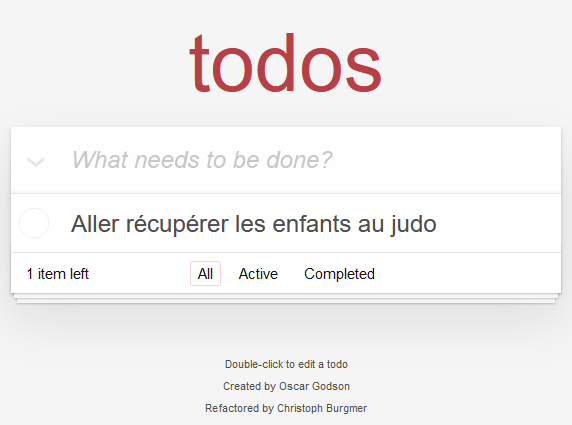 todos
What needs to be done?
Aller récupérer les enfants au judo
1 item left All Active Completed
Double-click to edit a todo
Created by Oscar Godson
Refactored by Christoph Burgmer